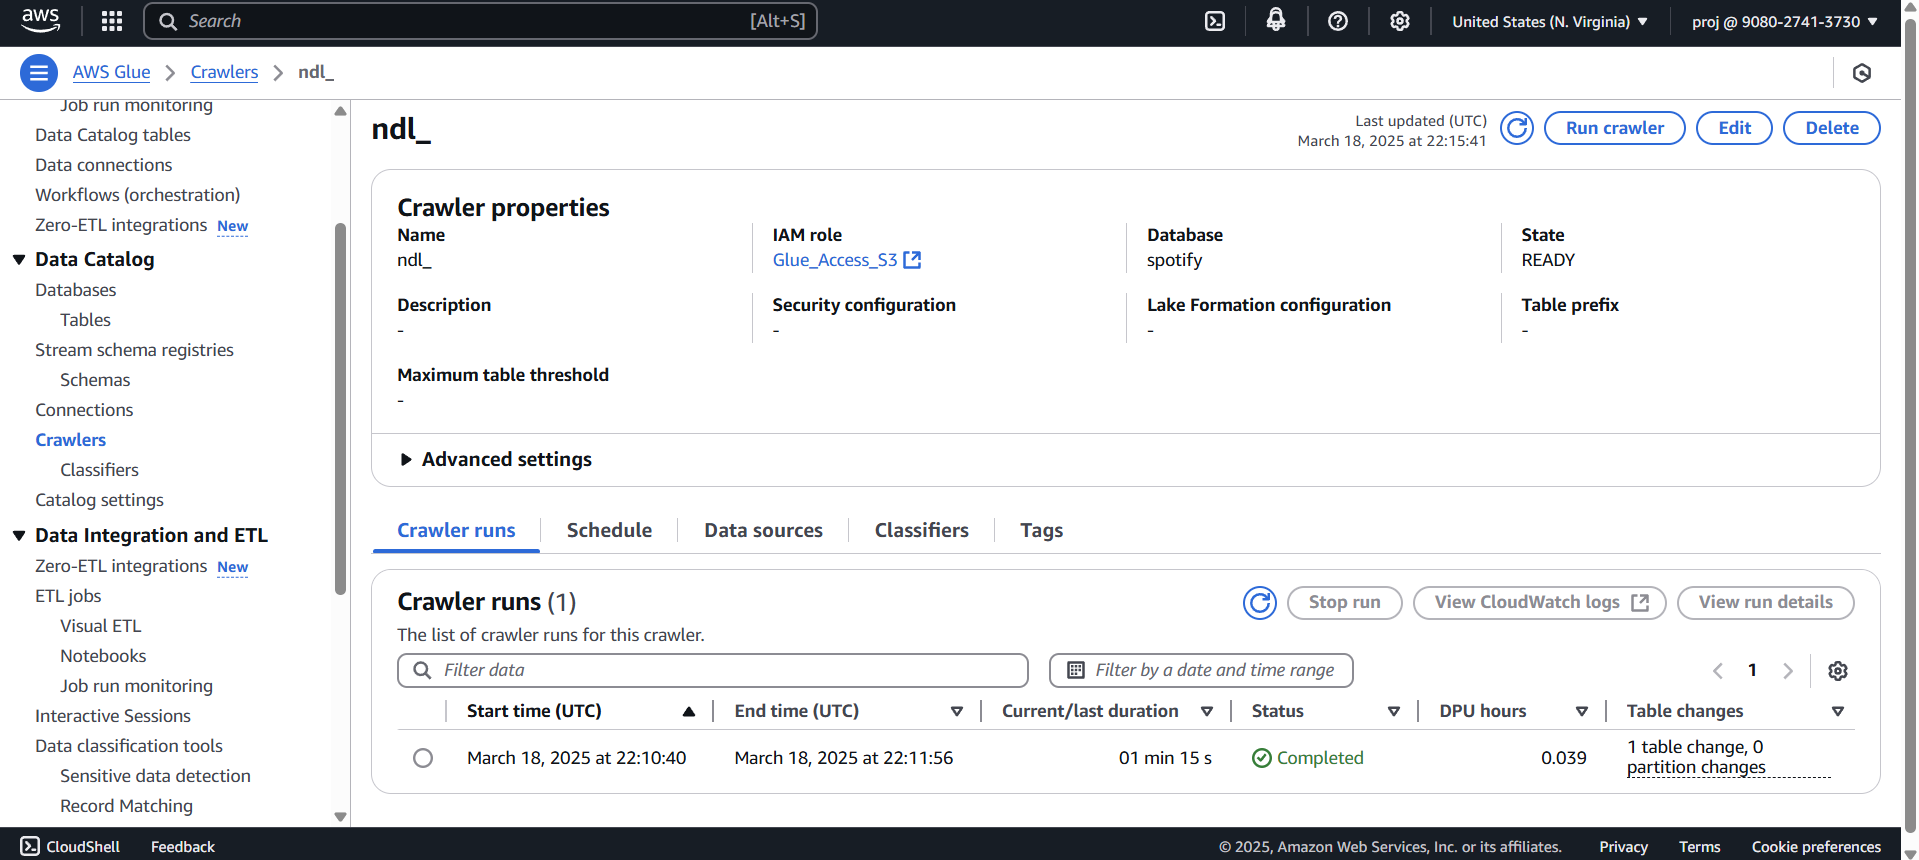 aws
Search
[Alt+S]
United States (N. Virginia)
proj @ 9080-2741-3730
AWS Glue
Crawlers
ndl_
Job run monitoring
Data Catalog tables
Data connections
Workflows (orchestration)
Zero-ETL integrations New
Data Catalog
Databases
Tables
Stream schema registries
Schemas
Connections
Crawlers
Classifiers
Catalog settings
Data Integration and ETL
Zero-ETL integrations New
ETL jobs
Visual ETL
Notebooks
Job run monitoring
Interactive Sessions
Data classification tools
Sensitive data detection
Record Matching
ndl_
Last updated (UTC)
March 18, 2025 at 22:15:41
Run crawler
Edit
Delete
Crawler properties
Name
ndl_
IAM role
Glue_Access_S3
Database
spotify
State
READY
Description
-
Security configuration
-
Lake Formation configuration
-
Table prefix
-
Maximum table threshold
-
Advanced settings
Crawler runs
Schedule
Data sources
Classifiers
Tags
Crawler runs (1)
The list of crawler runs for this crawler.
Stop run
View CloudWatch logs
View run details
Filter data
Filter by a date and time range
1
Start time (UTC)
End time (UTC)
Current/last duration
Status
DPU hours
Table changes
March 18, 2025 at 22:10:40
March 18, 2025 at 22:11:56
01 min 15 s
Completed
0.039
1 table change, 0
partition changes
CloudShell
Feedback
© 2025, Amazon Web Services, Inc. or its affiliates.
Privacy
Terms
Cookie preferences